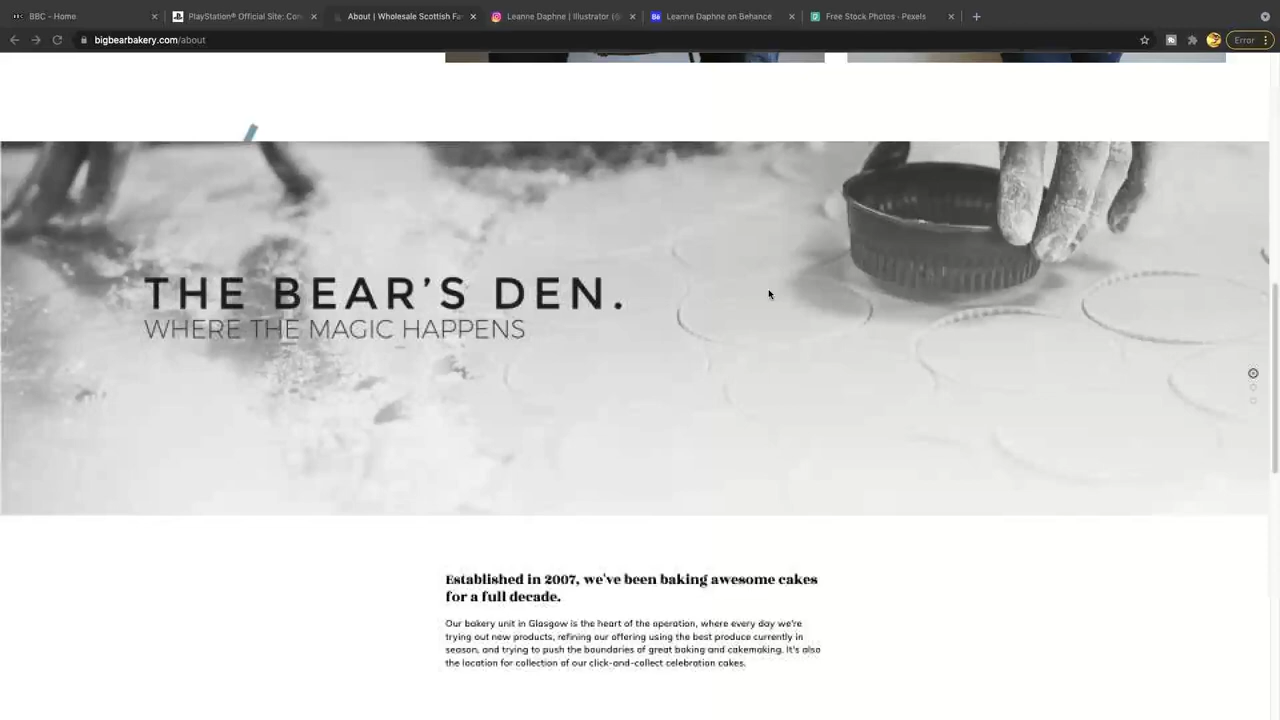 BBC - Home
PlayStation® Official Site: Con
About | Wholesale Scottish Fa
Leanne Daphne | Illustrator (@
Leanne Daphne on Behance
Free Stock Photos · Pexels
bigbearbakery.com/about
Error
THE BEAR’S DEN.
WHERE THE MAGIC HAPPENS
Established in 2007, we've been baking awesome cakes
for a full decade.
Our bakery unit in Glasgow is the heart of the operation, where every day we're
trying out new products, refining our offering using the best produce currently in
season, and trying to push the boundaries of great baking and cakemaking. It's also
the location for collection of our click-and-collect celebration cakes.